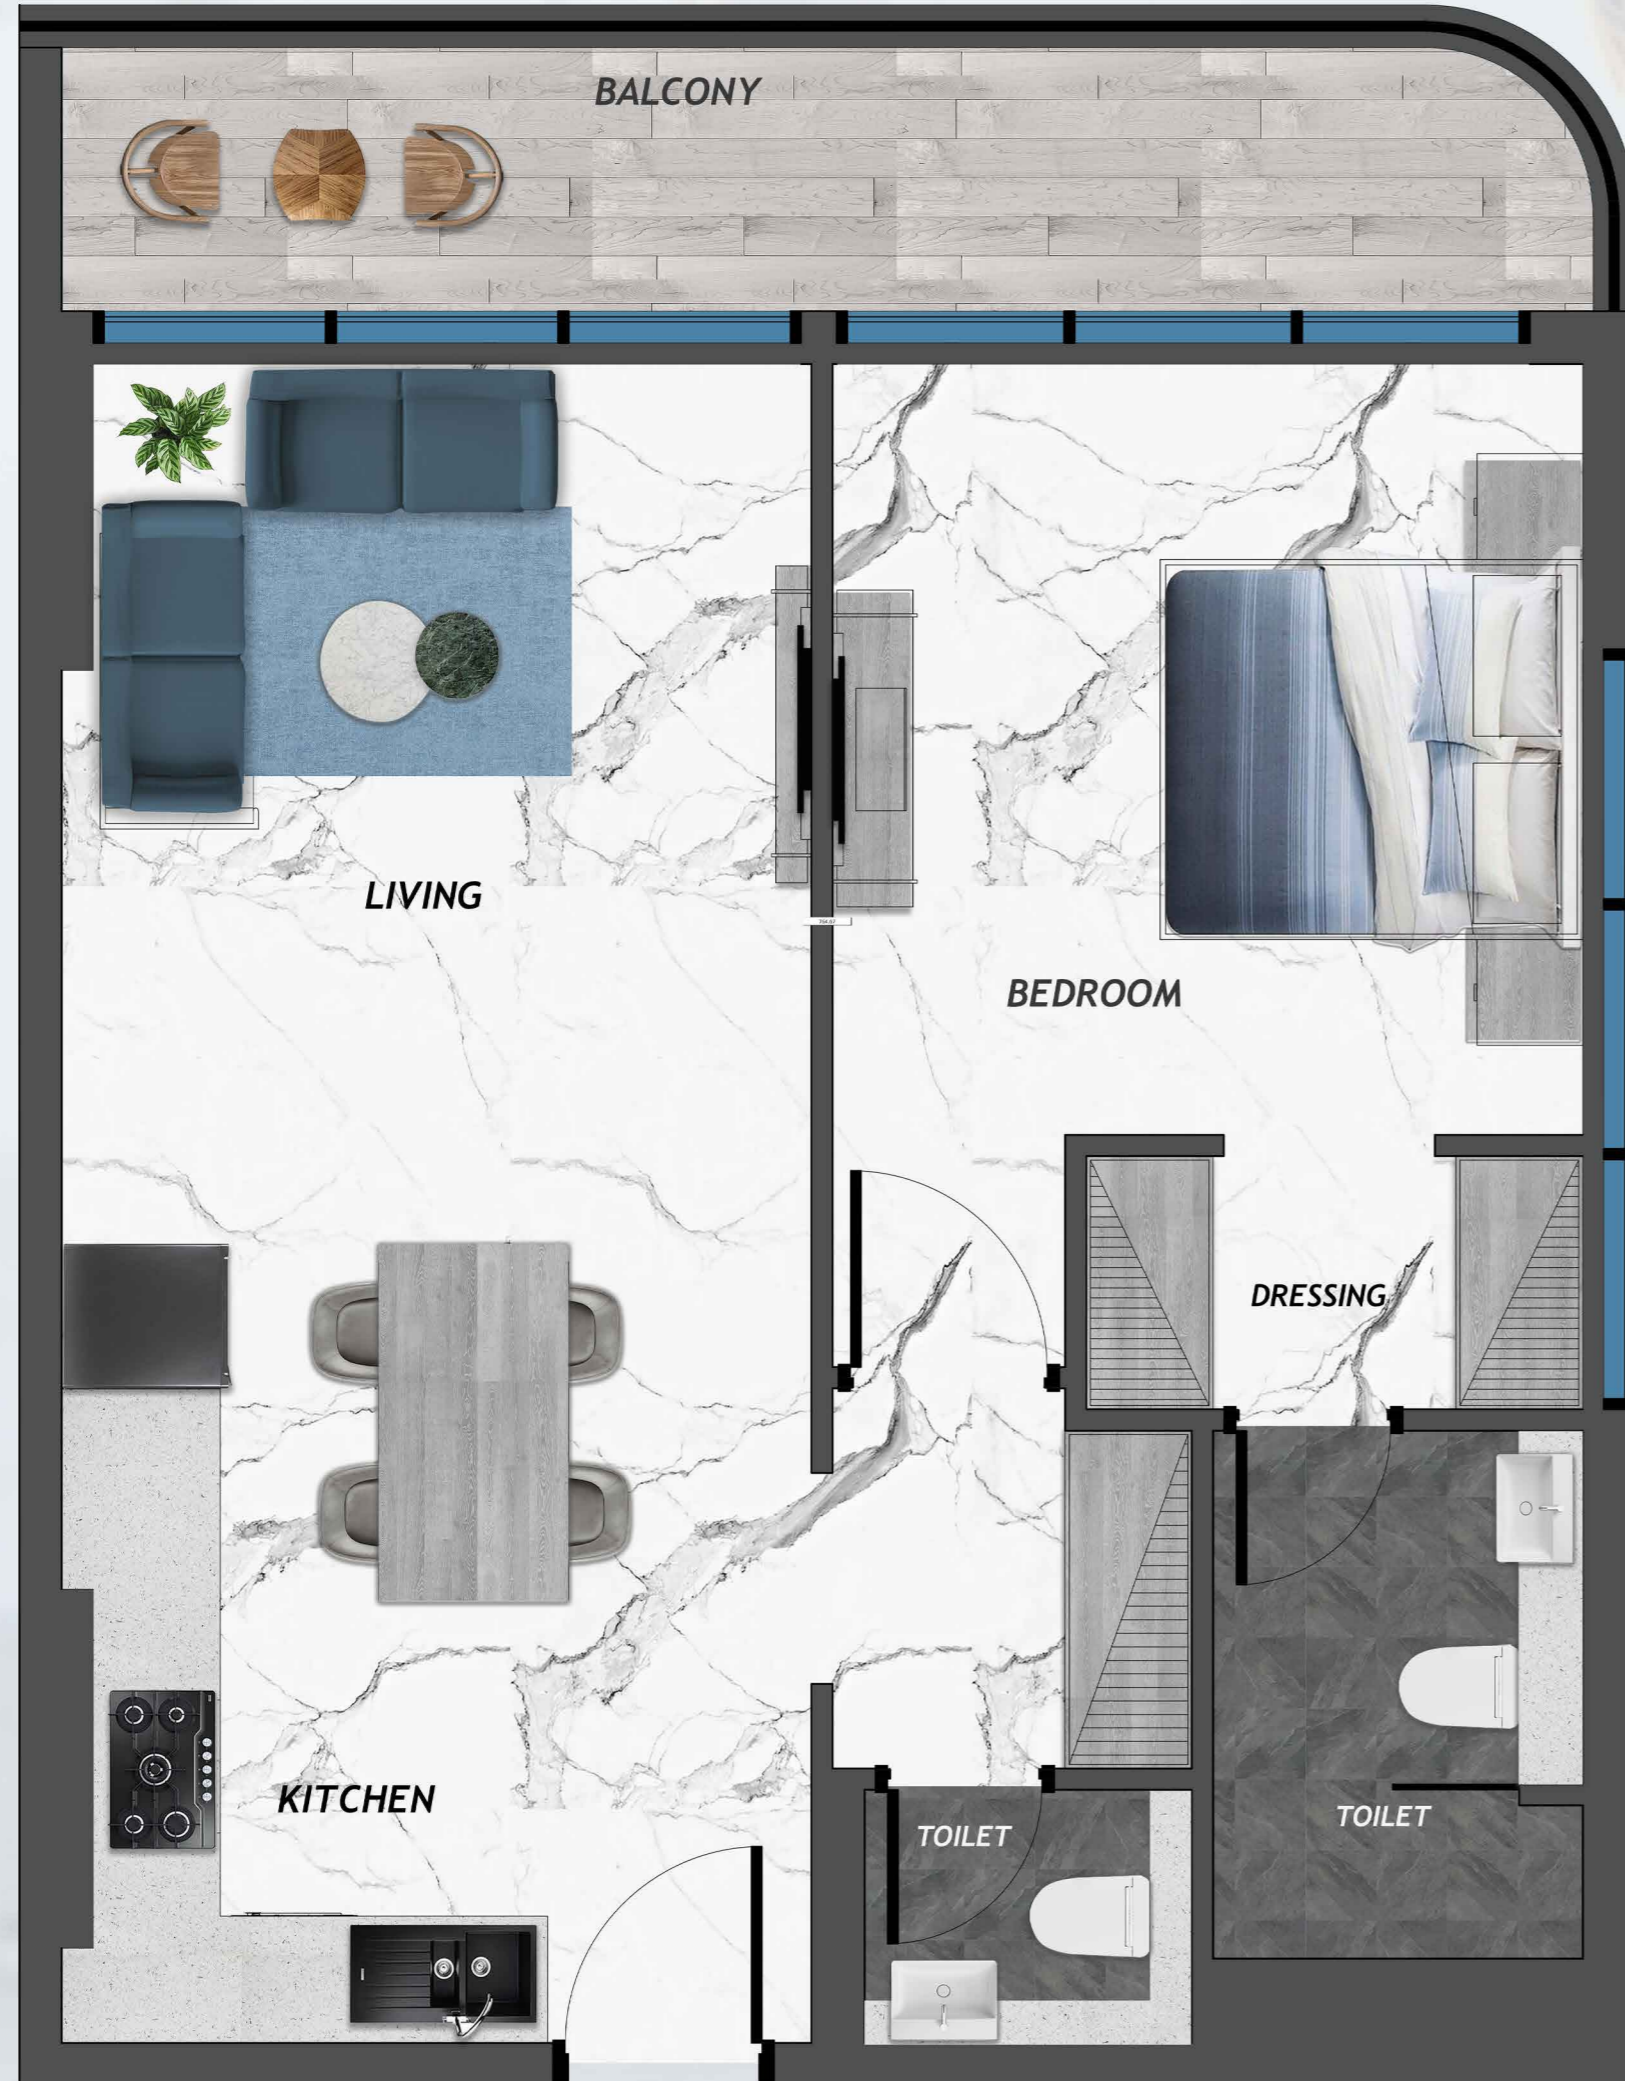 BALCONY
LIVING
BEDROOM
DRESSING
KITCHEN
TOILET
TOILET